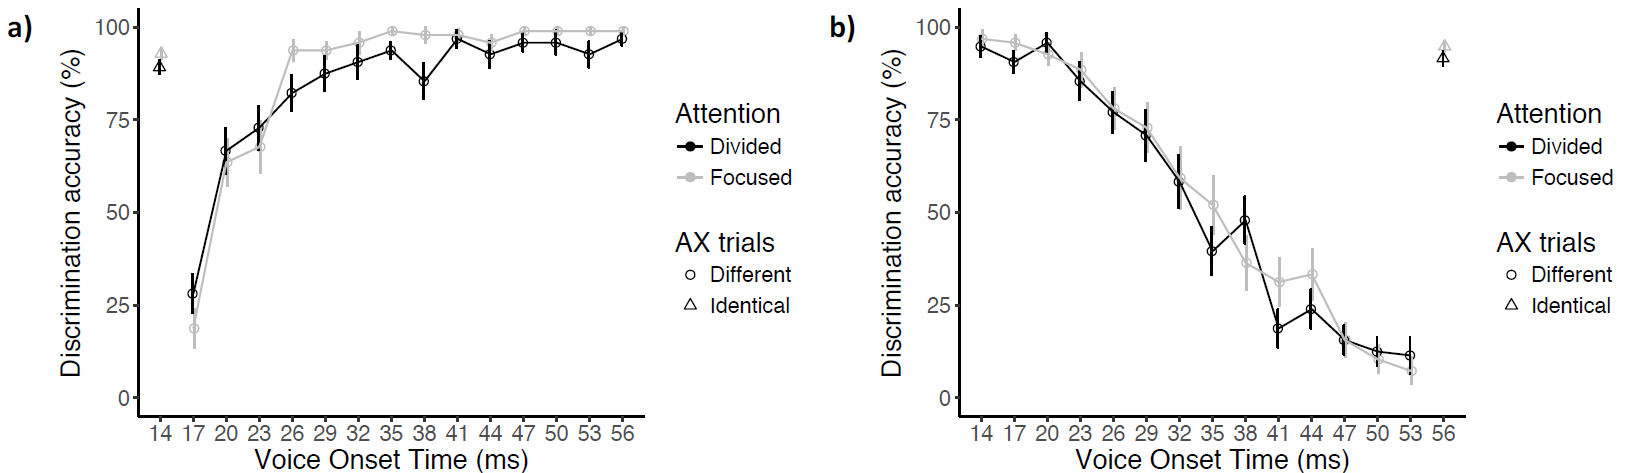 a)
Discrimination accuracy (%)
100
75
50
25
0
14 17 20 23 26 29 32 35 38 41 44 47 50 53 56
Voice Onset Time (ms)
Attention
Divided
Focused
AX trials
Different
Identical
b)
Discrimination accuracy (%)
100
75
50
25
0
14 17 20 23 26 29 32 35 38 41 44 47 50 53 56
Voice Onset Time (ms)
Attention
Divided
Focused
AX trials
Different
Identical